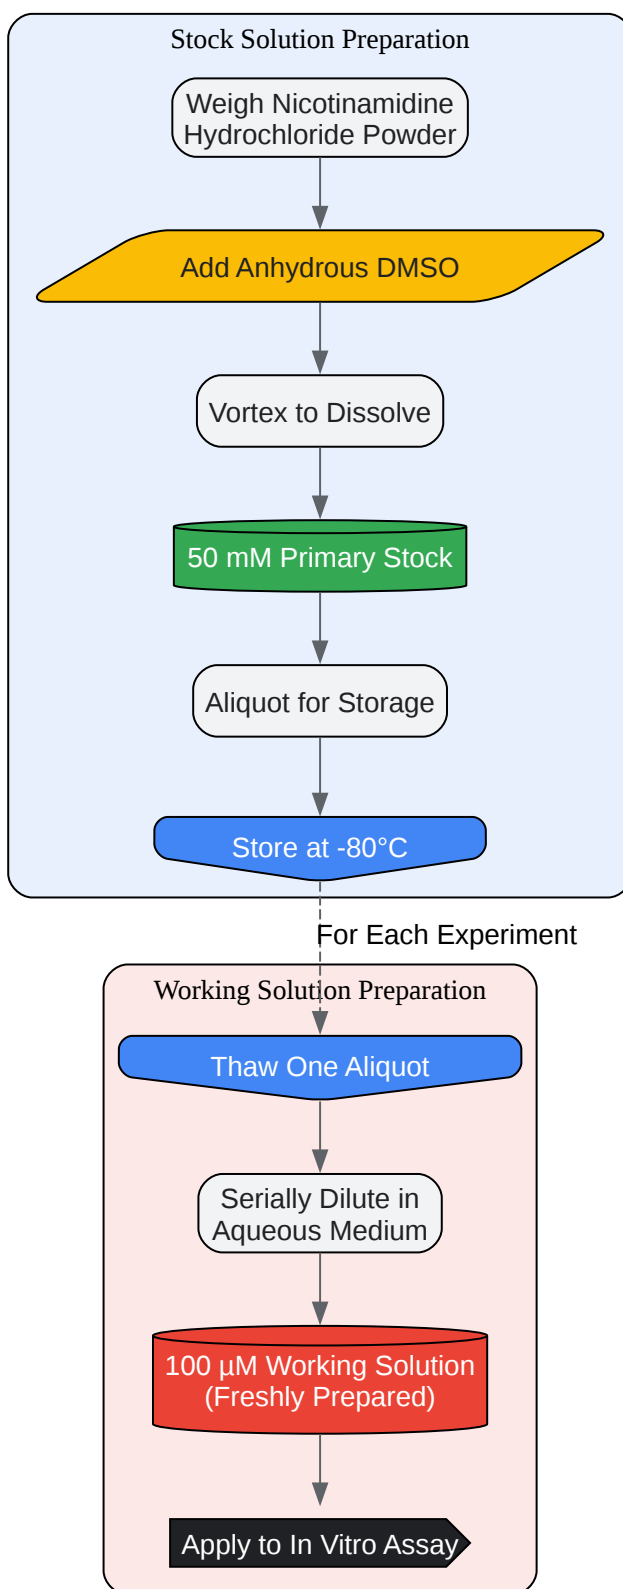 Stock Solution Preparation
Weigh Nicotinamidine
Hydrochloride Powder
Add Anhydrous DMSO
Vortex to Dissolve
50 mM Primary Stock
Aliquot for Storage
Store at -80°C
For Each Experiment
Working Solution Preparation
Thaw One Aliquot
Serially Dilute in
Aqueous Medium
100 µM Working Solution
(Freshly Prepared)
Apply to In Vitro Assay